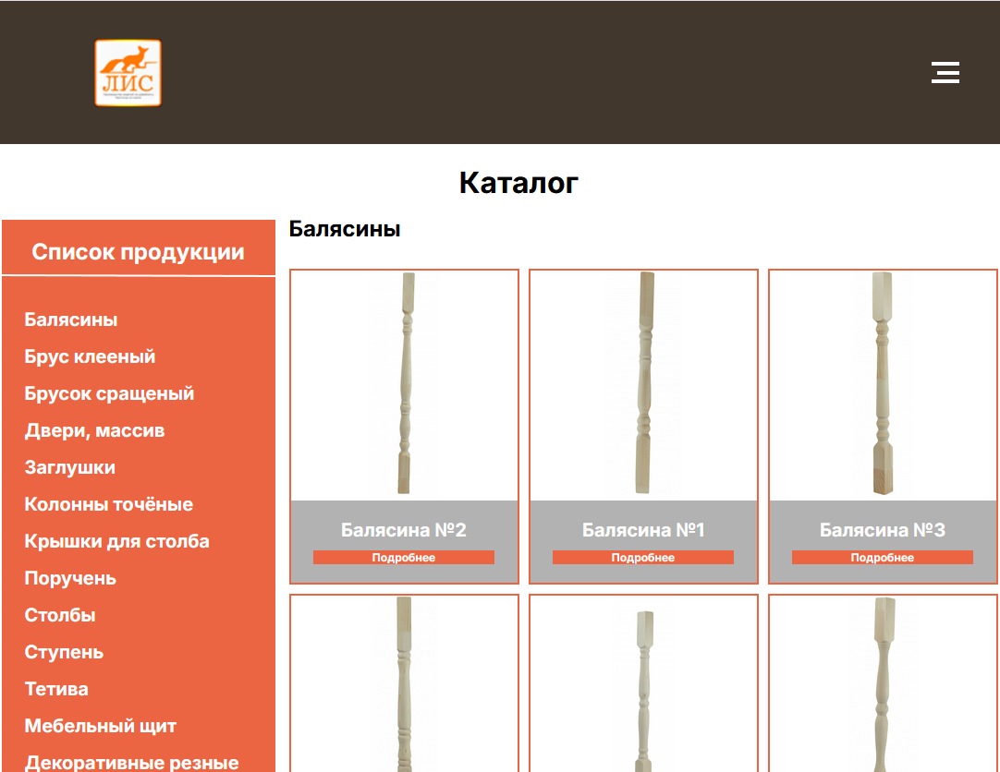 ЛИС
Каталог
Список продукции
Балясины
Брус клееный
Брусок сращеный
Двери, массив
Заглушки
Колонны точёные
Крышки для столба
Поручень
Столбы
Ступень
Тетива
Мебельный щит
Декоративные резные
Балясины
Балясина №2
Подробнее
Балясина №1
Подробнее
Балясина №3
Подробнее